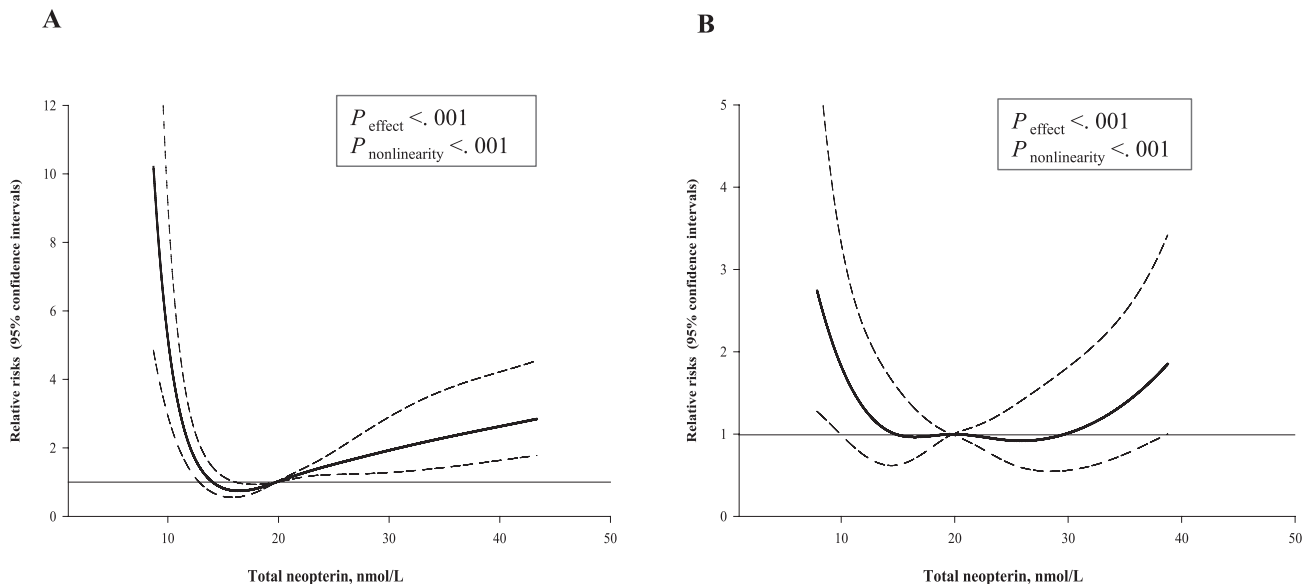 A
P effect <. 001
P nonlinearity <. 001
Relative risks (95% confidence intervals)
12
10
8
6
4
2
0
10
20
30
40
50
Total neopterin, nmol/L
B
P effect <. 001
P nonlinearity <. 001
Relative risks (95% confidence intervals)
5
4
3
2
1
0
10
20
30
40
50
Total neopterin, nmol/L